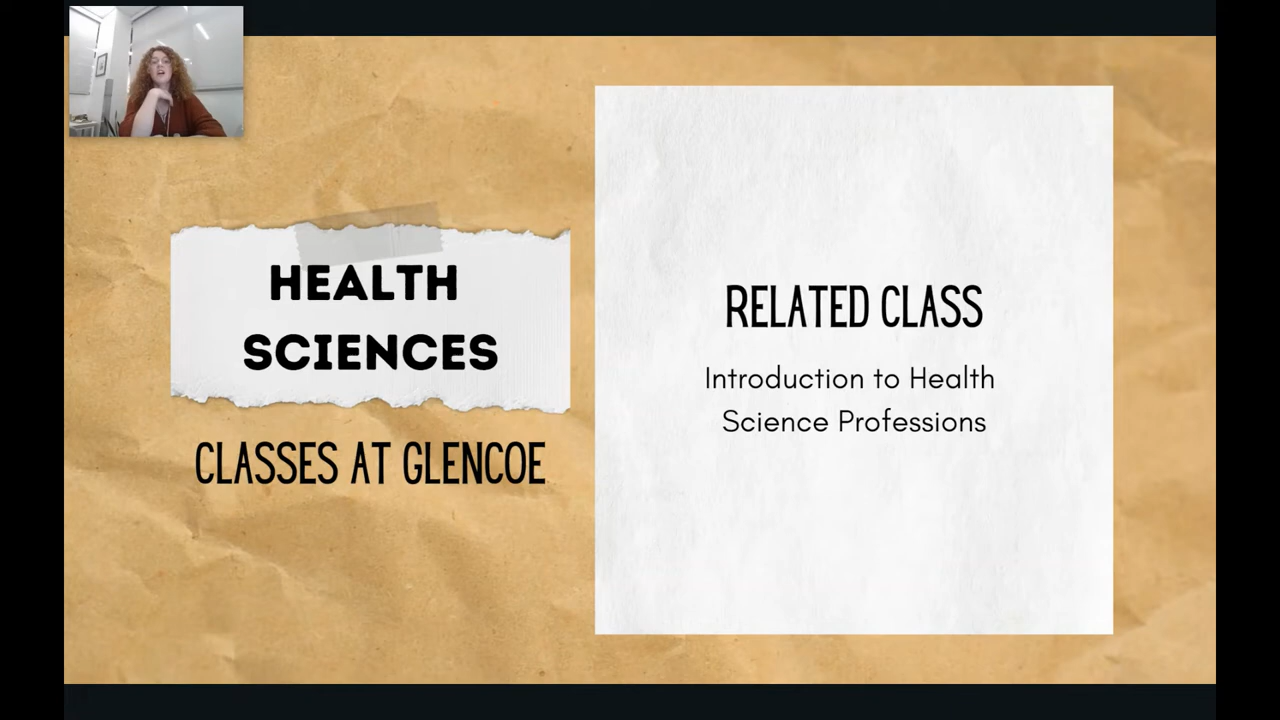 HEALTH
SCIENCES
CLASSES AT GLENCOE
RELATED CLASS
Introduction to Health
Science Professions